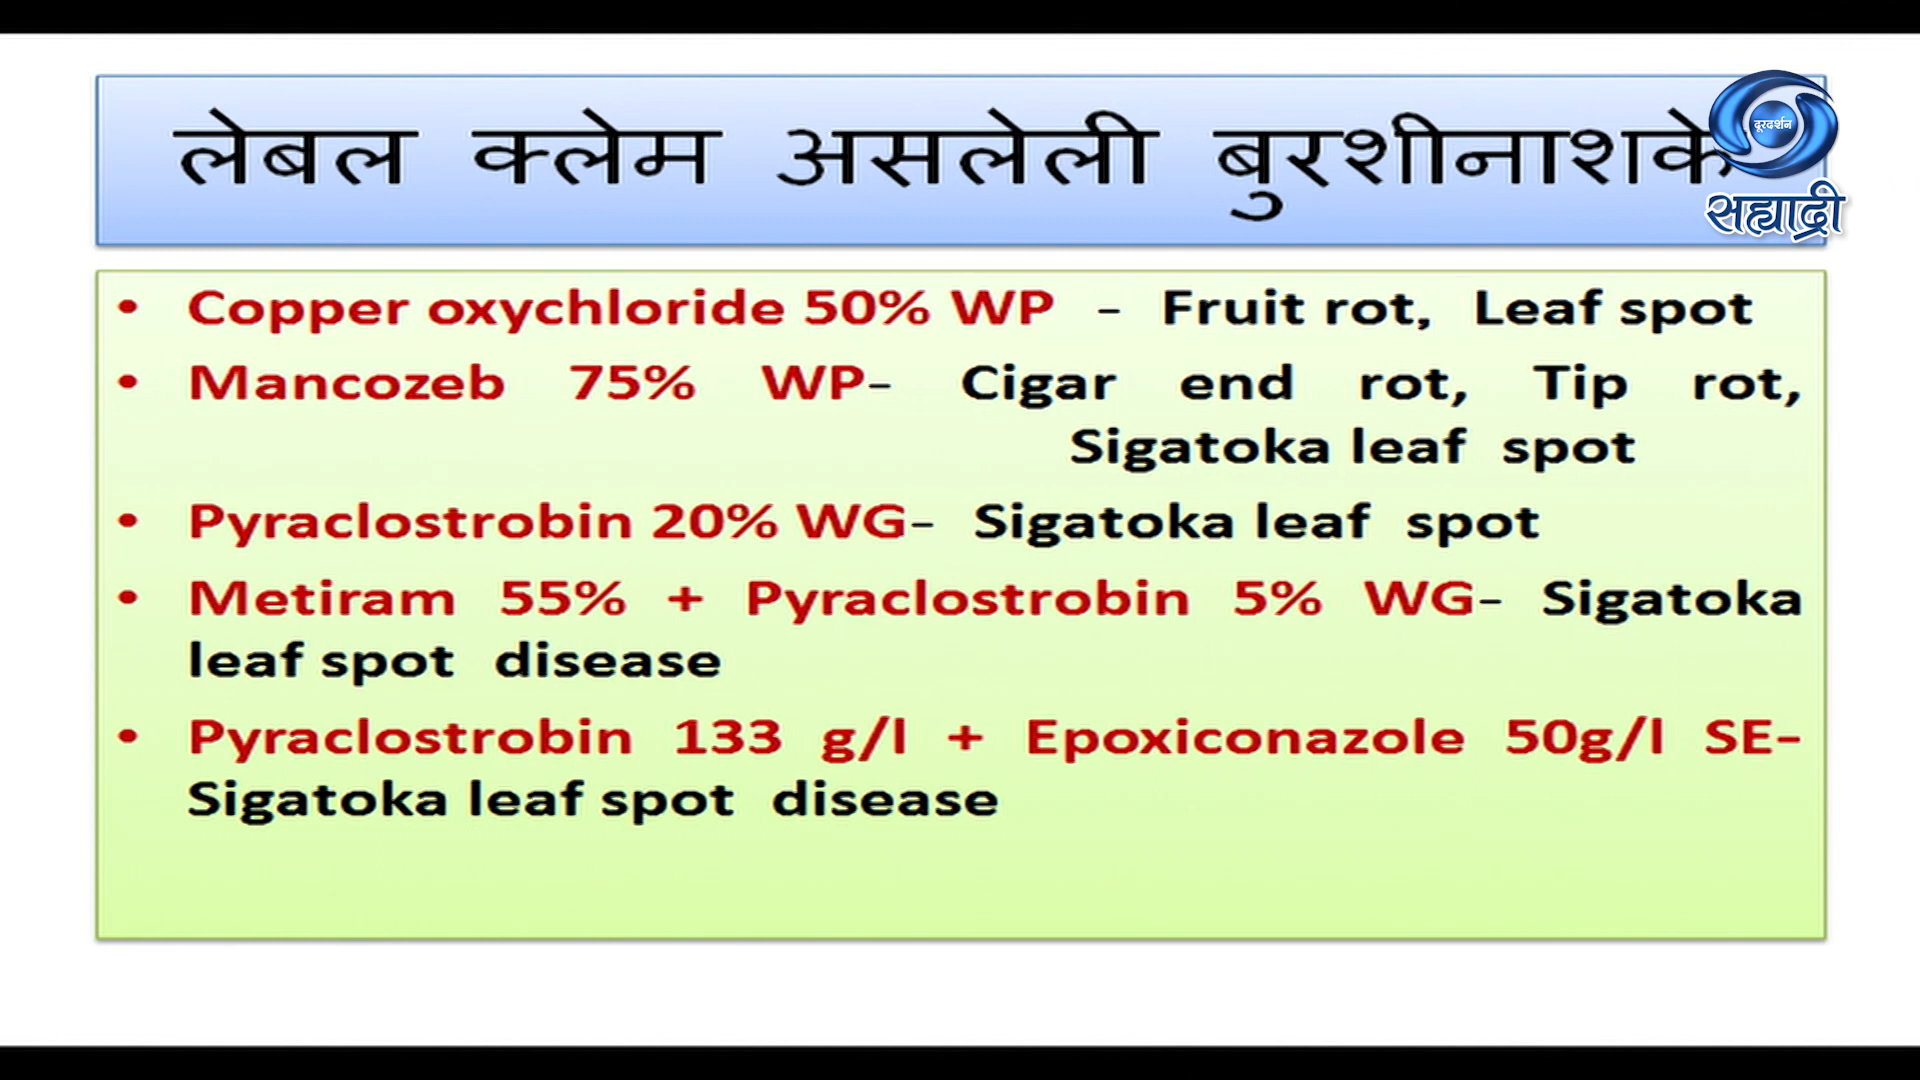 लेबल क्लेम असलेली बुरशीनाशके
दूरदर्शन
सह्याद्री
• Copper oxychloride 50% WP - Fruit rot, Leaf spot
• Mancozeb 75% WP- Cigar end rot, Tip rot,
Sigatoka leaf spot
• Pyraclostrobin 20% WG- Sigatoka leaf spot
• Metiram 55% + Pyraclostrobin 5% WG- Sigatoka
leaf spot disease
• Pyraclostrobin 133 g/l + Epoxiconazole 50g/l SE-
Sigatoka leaf spot disease